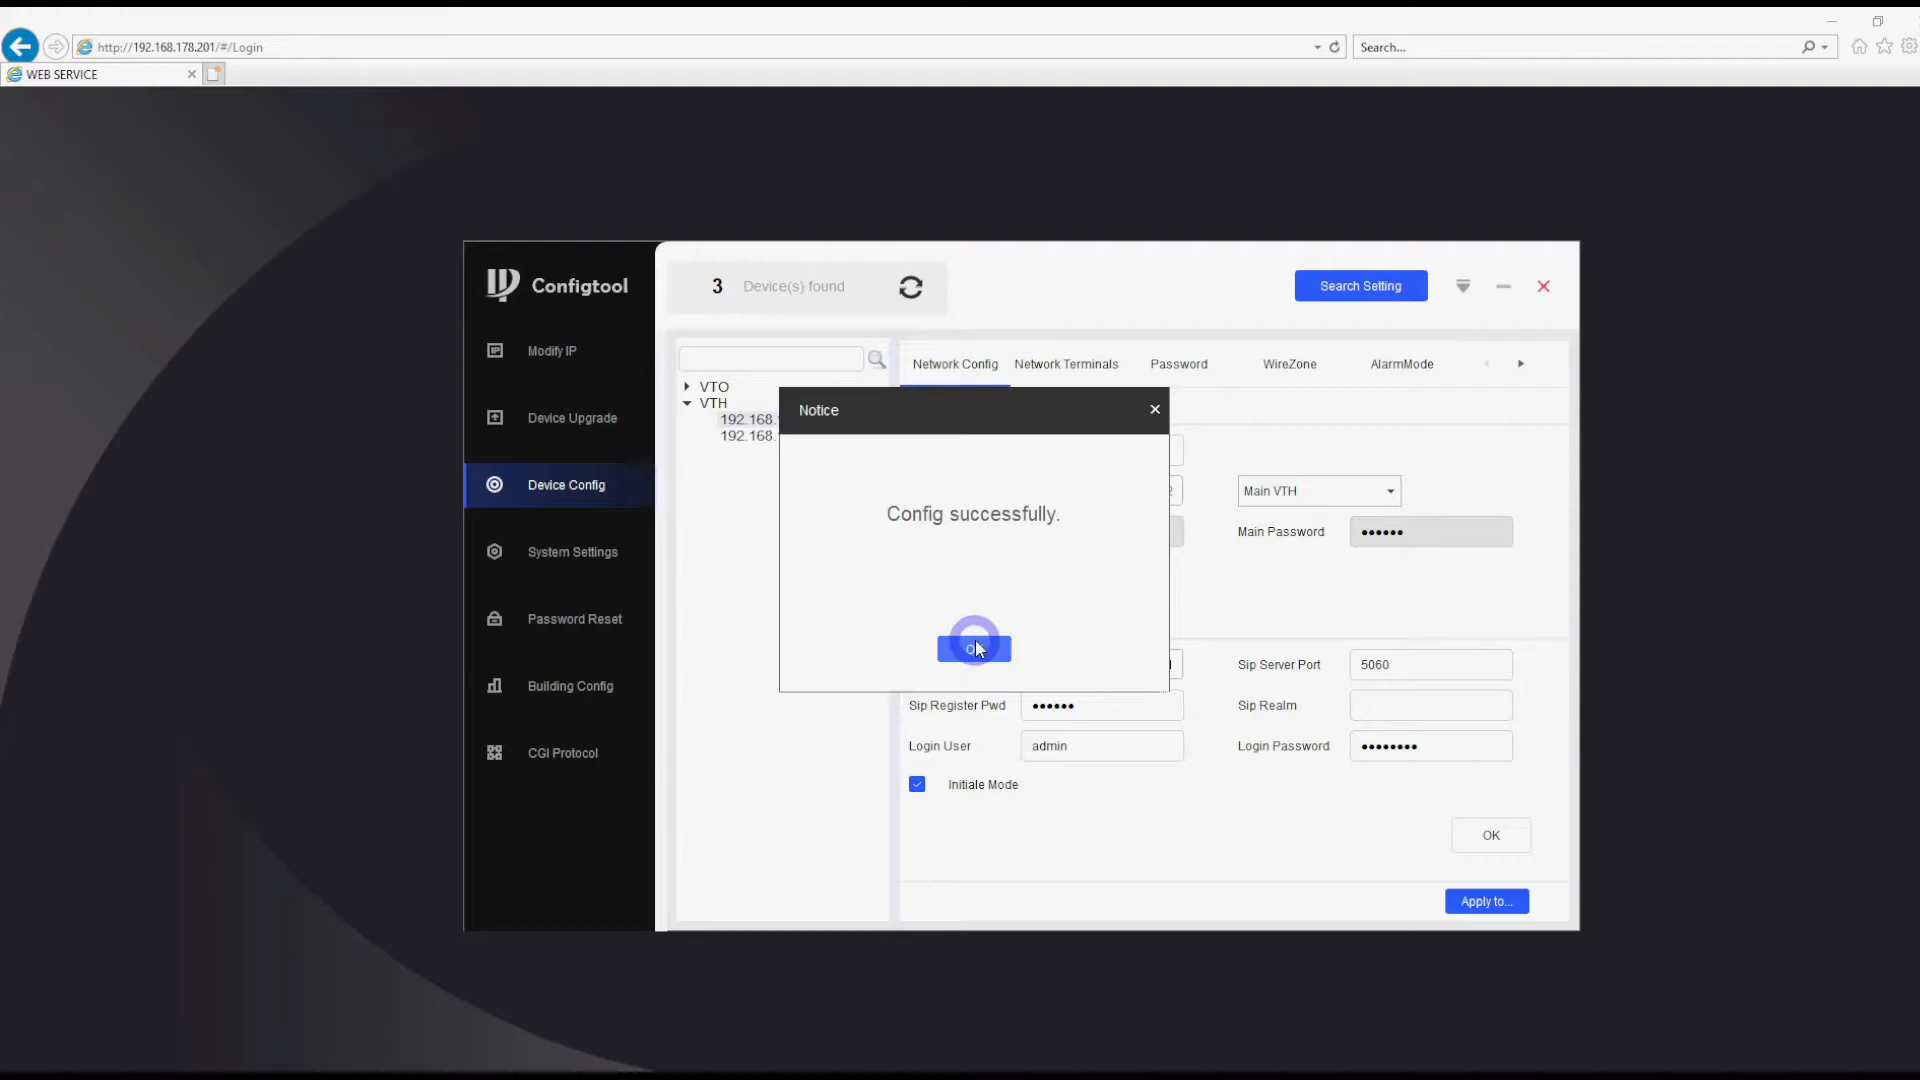 http://192.168.178.201/#/Login
Search...
WEB SERVICE
Configtool
3 Device(s) found
Search Setting
Modify IP
Device Upgrade
Device Config
System Settings
Password Reset
Building Config
CGI Protocol
Network Config
Network Terminals
Password
WireZone
AlarmMode
VTO
VTH
192.168.
192.168.
Notice
Config successfully.
Main VTH
Main Password ••••••
Sip Server Port 5060
Sip Register Pwd ••••••
Sip Realm
Login User admin
Login Password ••••••••
Initiale Mode
OK
Apply to...